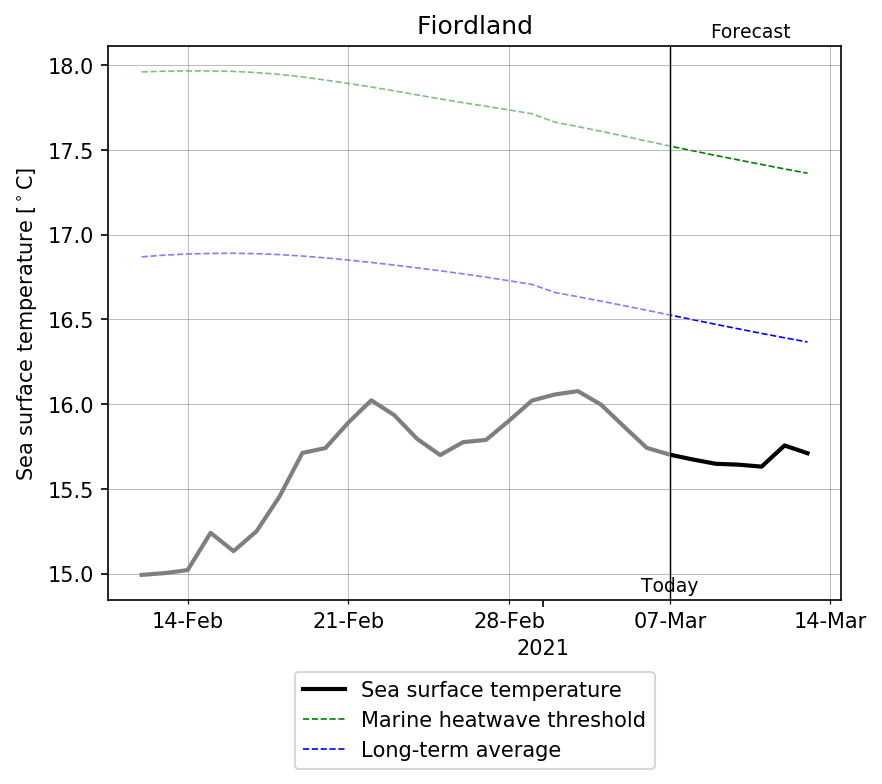 Fiordland
Forecast
Sea surface temperature [°C]
18.0
17.5
17.0
16.5
16.0
15.5
15.0
Today
14-Feb 21-Feb 28-Feb 07-Mar 14-Mar
2021
Sea surface temperature
Marine heatwave threshold
Long-term average